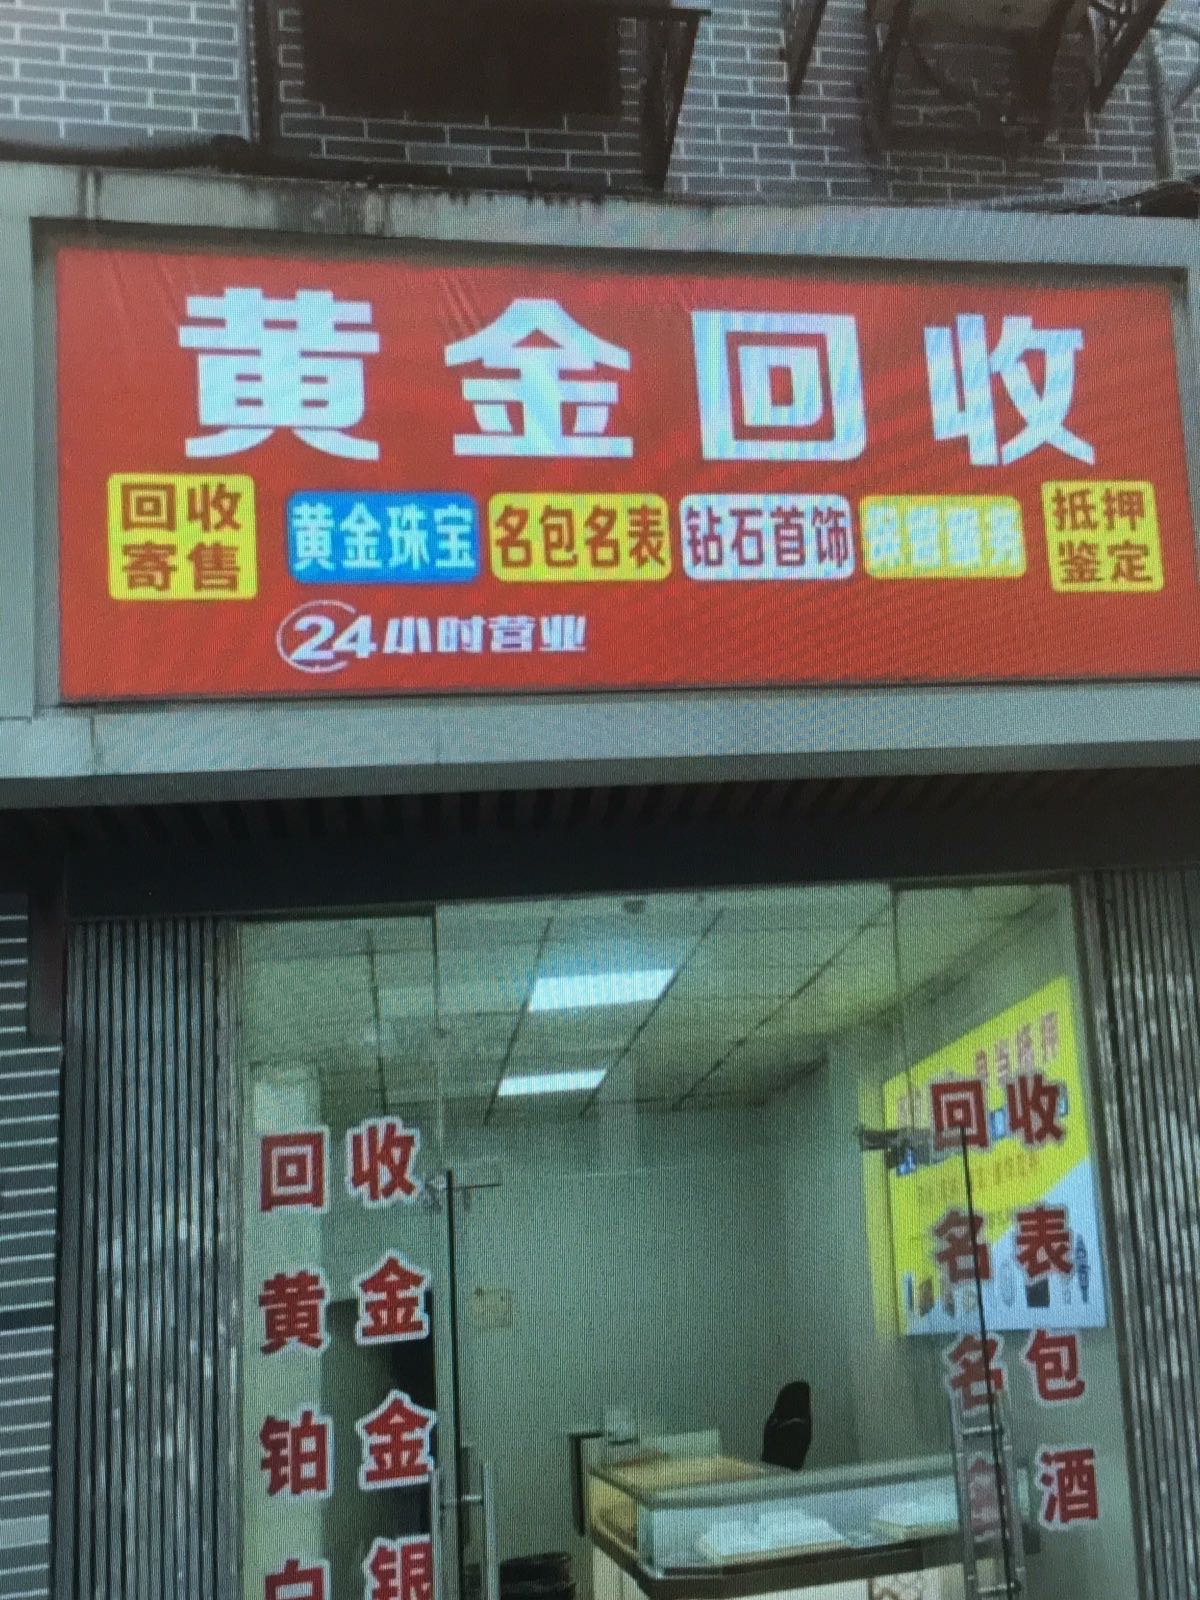 黄金回收
回收
寄售
黄金珠宝
名包名表
钻石首饰
抵押
鉴定
24小时营业
回收
黄金
铂金
白银
回收
名表
名包
酒